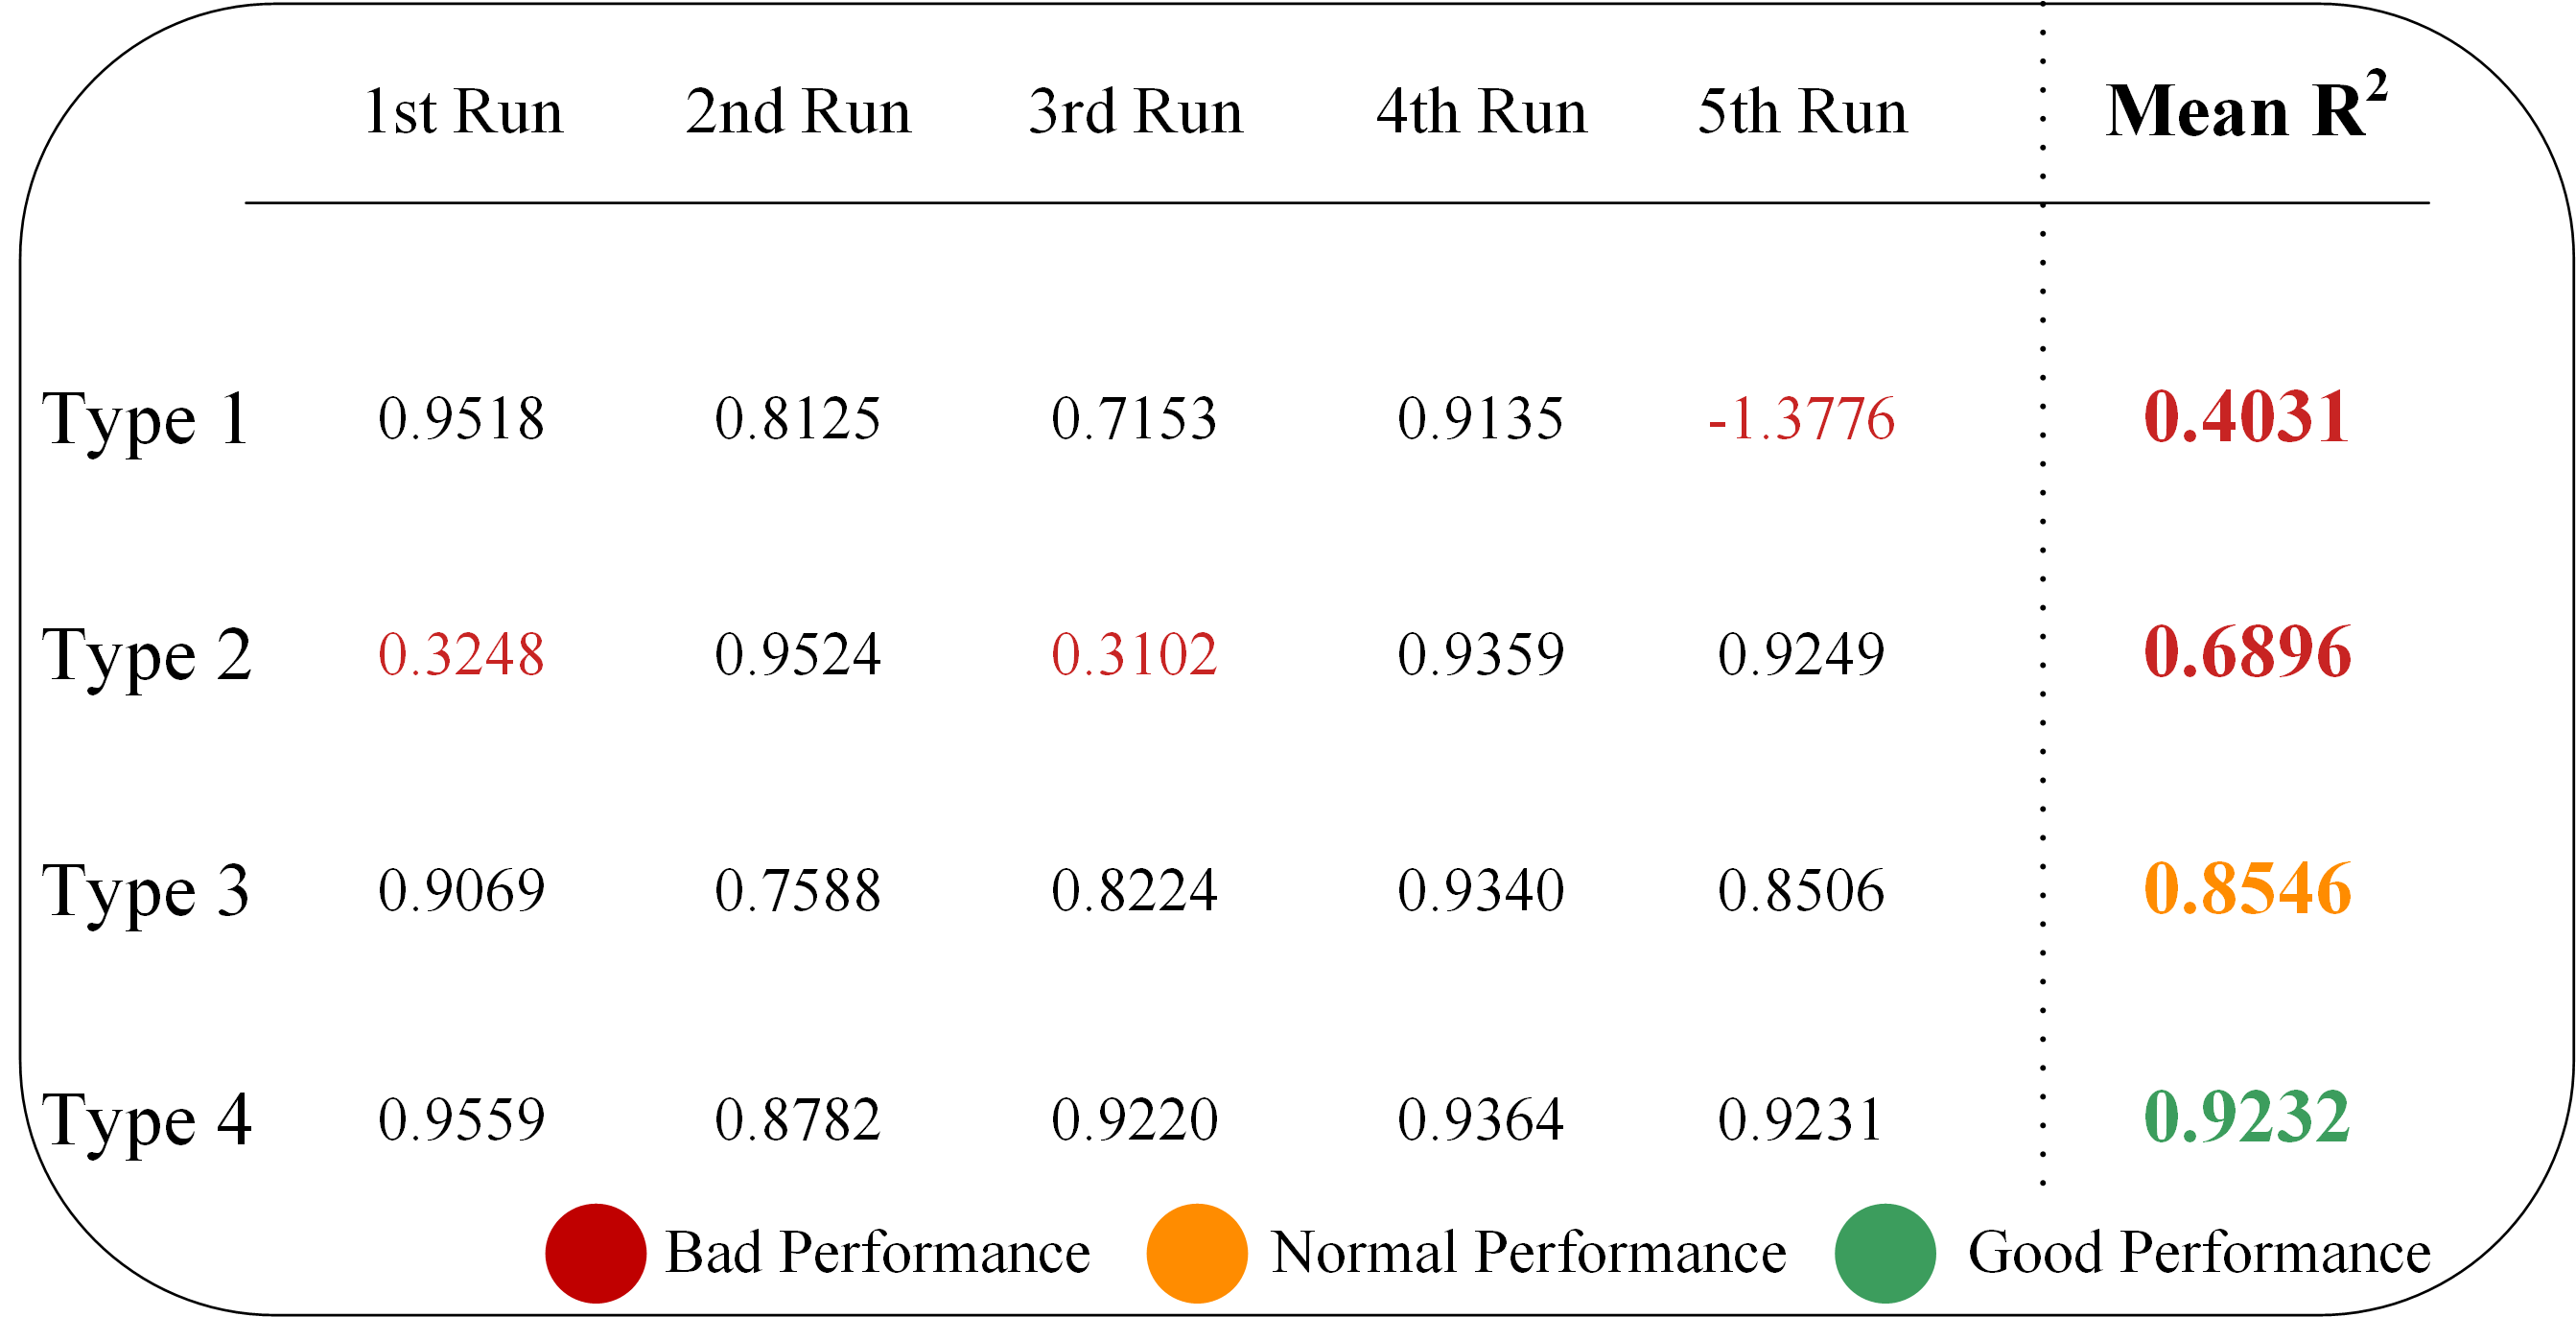 1st Run 2nd Run 3rd Run 4th Run 5th Run Mean R²
Type 1 0.9518 0.8125 0.7153 0.9135 -1.3776 0.4031
Type 2 0.3248 0.9524 0.3102 0.9359 0.9249 0.6896
Type 3 0.9069 0.7588 0.8224 0.9340 0.8506 0.8546
Type 4 0.9559 0.8782 0.9220 0.9364 0.9231 0.9232
Bad Performance Normal Performance Good Performance